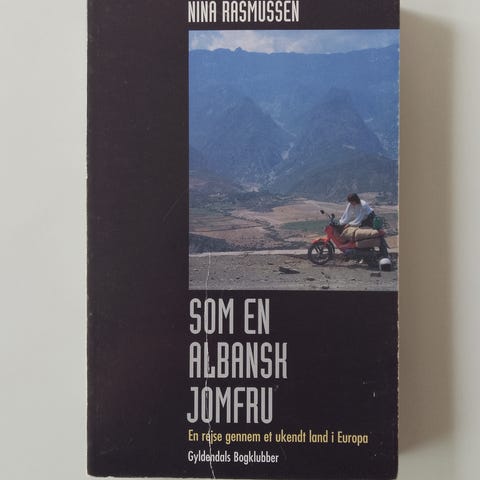 NINA RASMUSSEN
SOM EN
ALBANSK
JOMFRU
En rejse gennem et ukendt land i Europa
Gyldendals Bogklubber